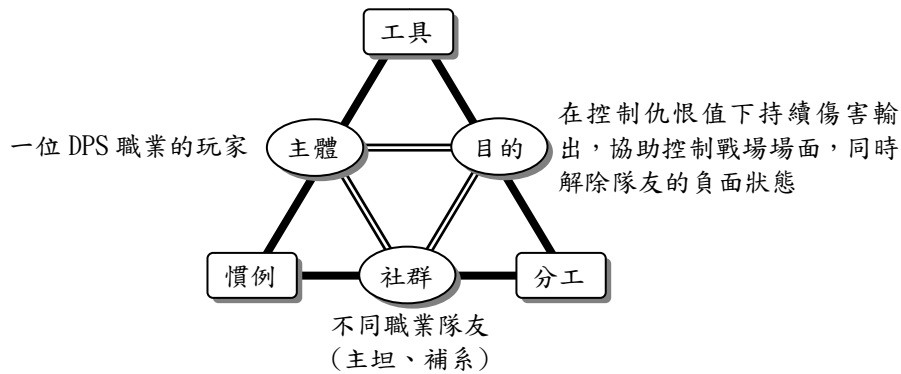 工具
一位 DPS 職業的玩家
主體
目的
在控制仇恨值下持續傷害輸
出，協助控制戰場場面，同時
解除隊友的負面狀態
慣例
社群
分工
不同職業隊友
（主坦、補系）